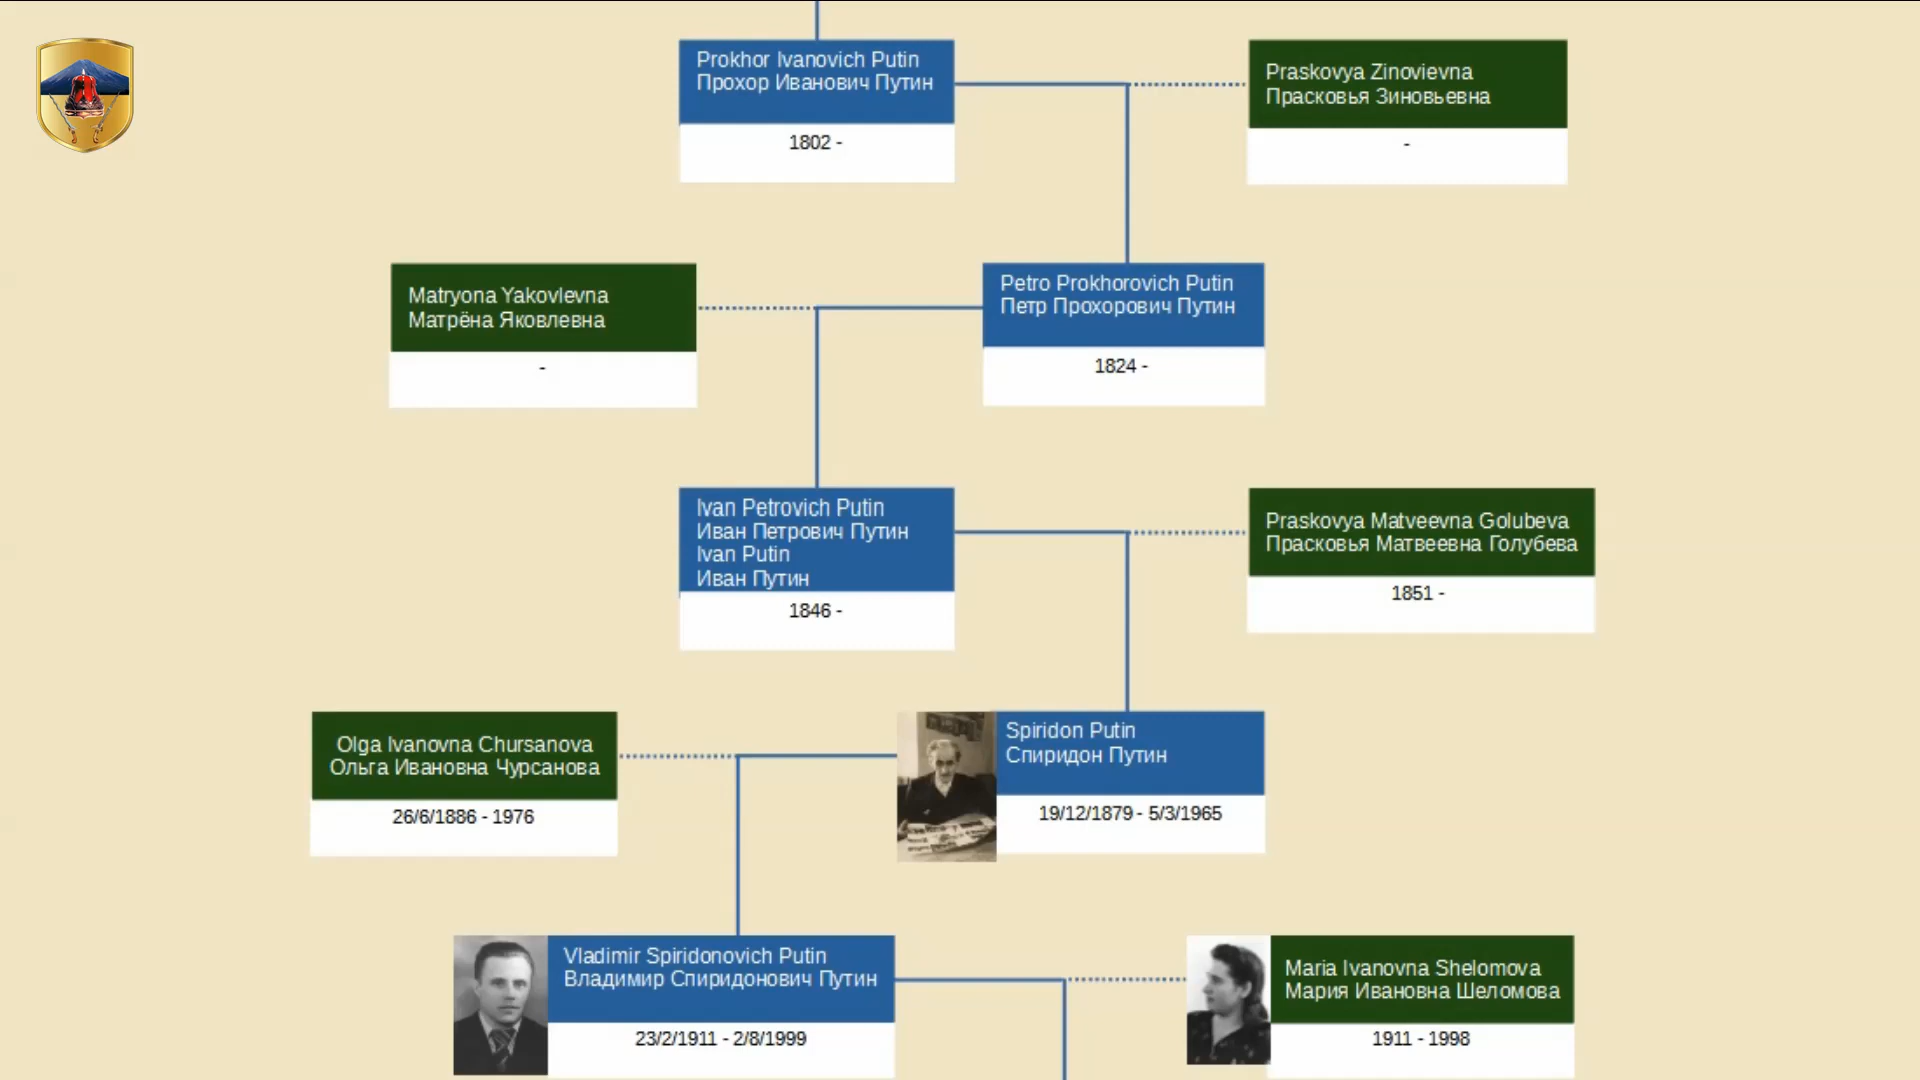 Prokhor Ivanovich Putin
Прохор Иванович Путин
1802 -
Praskovya Zinovievna
Прасковья Зиновьевна
-
Matryona Yakovlevna
Матрёна Яковлевна
-
Petro Prokhorovich Putin
Петр Прохорович Путин
1824 -
Ivan Petrovich Putin
Иван Петрович Путин
Ivan Putin
Иван Путин
1846 -
Praskovya Matveevna Golubeva
Прасковья Матвеевна Голубева
1851 -
Olga Ivanovna Chursanova
Ольга Ивановна Чурсанова
26/6/1886 - 1976
Spiridon Putin
Спиридон Путин
19/12/1879 - 5/3/1965
Vladimir Spiridonovich Putin
Владимир Спиридонович Путин
23/2/1911 - 2/8/1999
Maria Ivanovna Shelomova
Мария Ивановна Шеломова
1911 - 1998